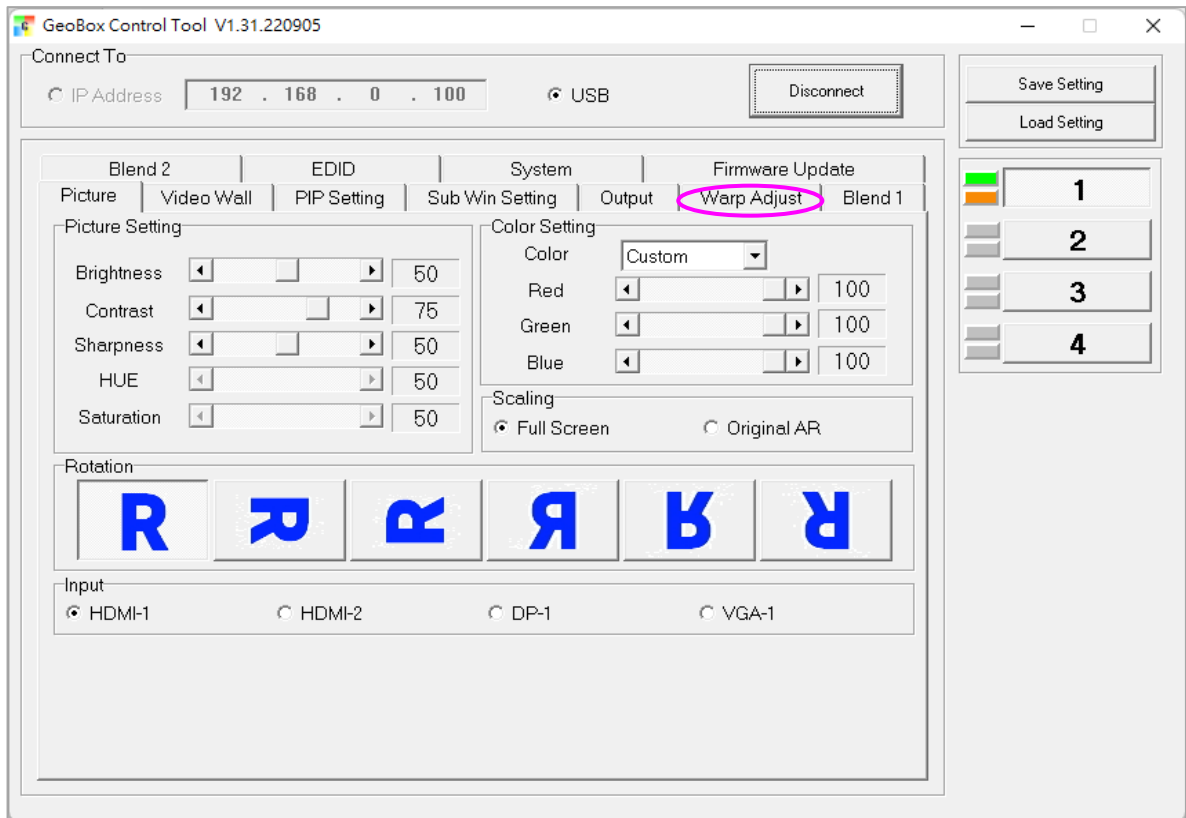 GeoBox Control Tool V1.31.220905
Connect To
IP Address 192 . 168 . 0 . 100 USB Disconnect
Save Setting
Load Setting
Blend 2 EDID System Firmware Update
Picture Video Wall PIP Setting Sub Win Setting Output Warp Adjust Blend 1
1
2
3
4
Picture Setting
Brightness 50
Contrast 75
Sharpness 50
HUE 50
Saturation 50
Color Setting
Color Custom
Red 100
Green 100
Blue 100
Scaling
Full Screen Original AR
Rotation
R R R R R R
Input
HDMI-1 HDMI-2 DP-1 VGA-1